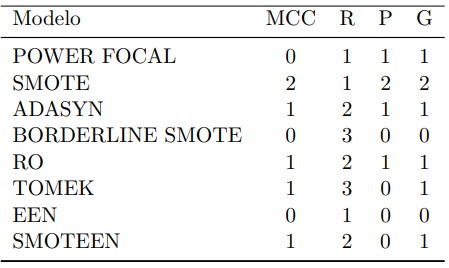 Modelo MCC R P G
POWER FOCAL 0 1 1 1
SMOTE 2 1 2 2
ADASYN 1 2 1 1
BORDERLINE SMOTE 0 3 0 0
RO 1 2 1 1
TOMEK 1 3 0 1
EEN 0 1 0 0
SMOTEEN 1 2 0 1